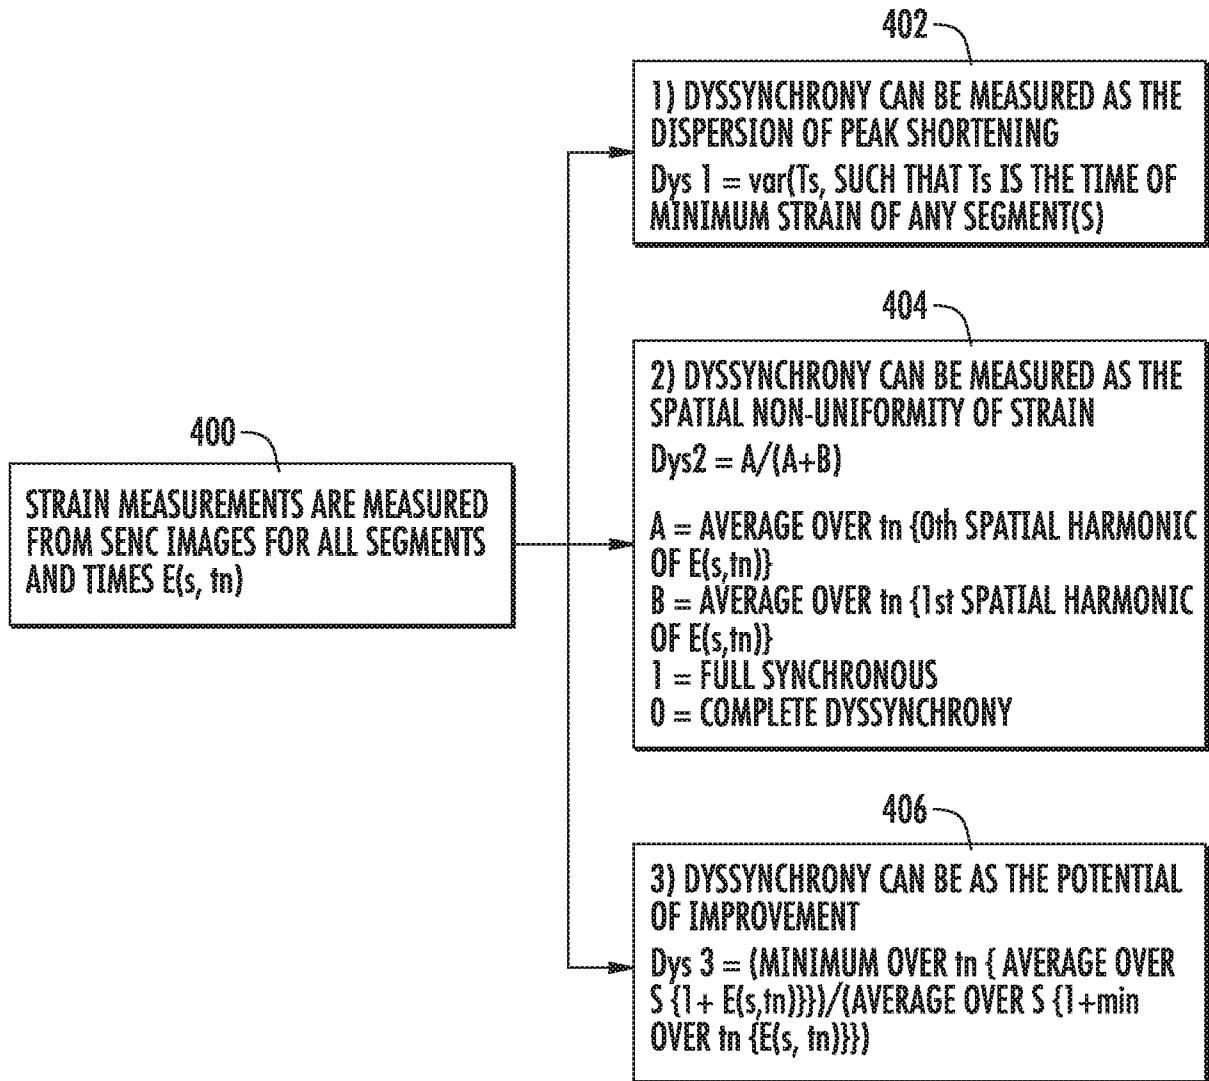 402
1) DYSSYNCHRONY CAN BE MEASURED AS THE
DISPERSION OF PEAK SHORTENING
Dys 1 = var(Ts, SUCH THAT Ts IS THE TIME OF
MINIMUM STRAIN OF ANY SEGMENT(S)
404
2) DYSSYNCHRONY CAN BE MEASURED AS THE
SPATIAL NON-UNIFORMITY OF STRAIN
Dys2 = A/(A+B)
A = AVERAGE OVER tn {0th SPATIAL HARMONIC
OF E(s,tn)}
B = AVERAGE OVER tn {1st SPATIAL HARMONIC
OF E(s,tn)}
1 = FULL SYNCHRONOUS
0 = COMPLETE DYSSYNCHRONY
400
STRAIN MEASUREMENTS ARE MEASURED
FROM SENC IMAGES FOR ALL SEGMENTS
AND TIMES E(s, tn)
406
3) DYSSYNCHRONY CAN BE AS THE POTENTIAL
OF IMPROVEMENT
Dys 3 = (MINIMUM OVER tn { AVERAGE OVER
S {1+ E(s,tn)}})/(AVERAGE OVER S {1+min
OVER tn {E(s, tn)}})